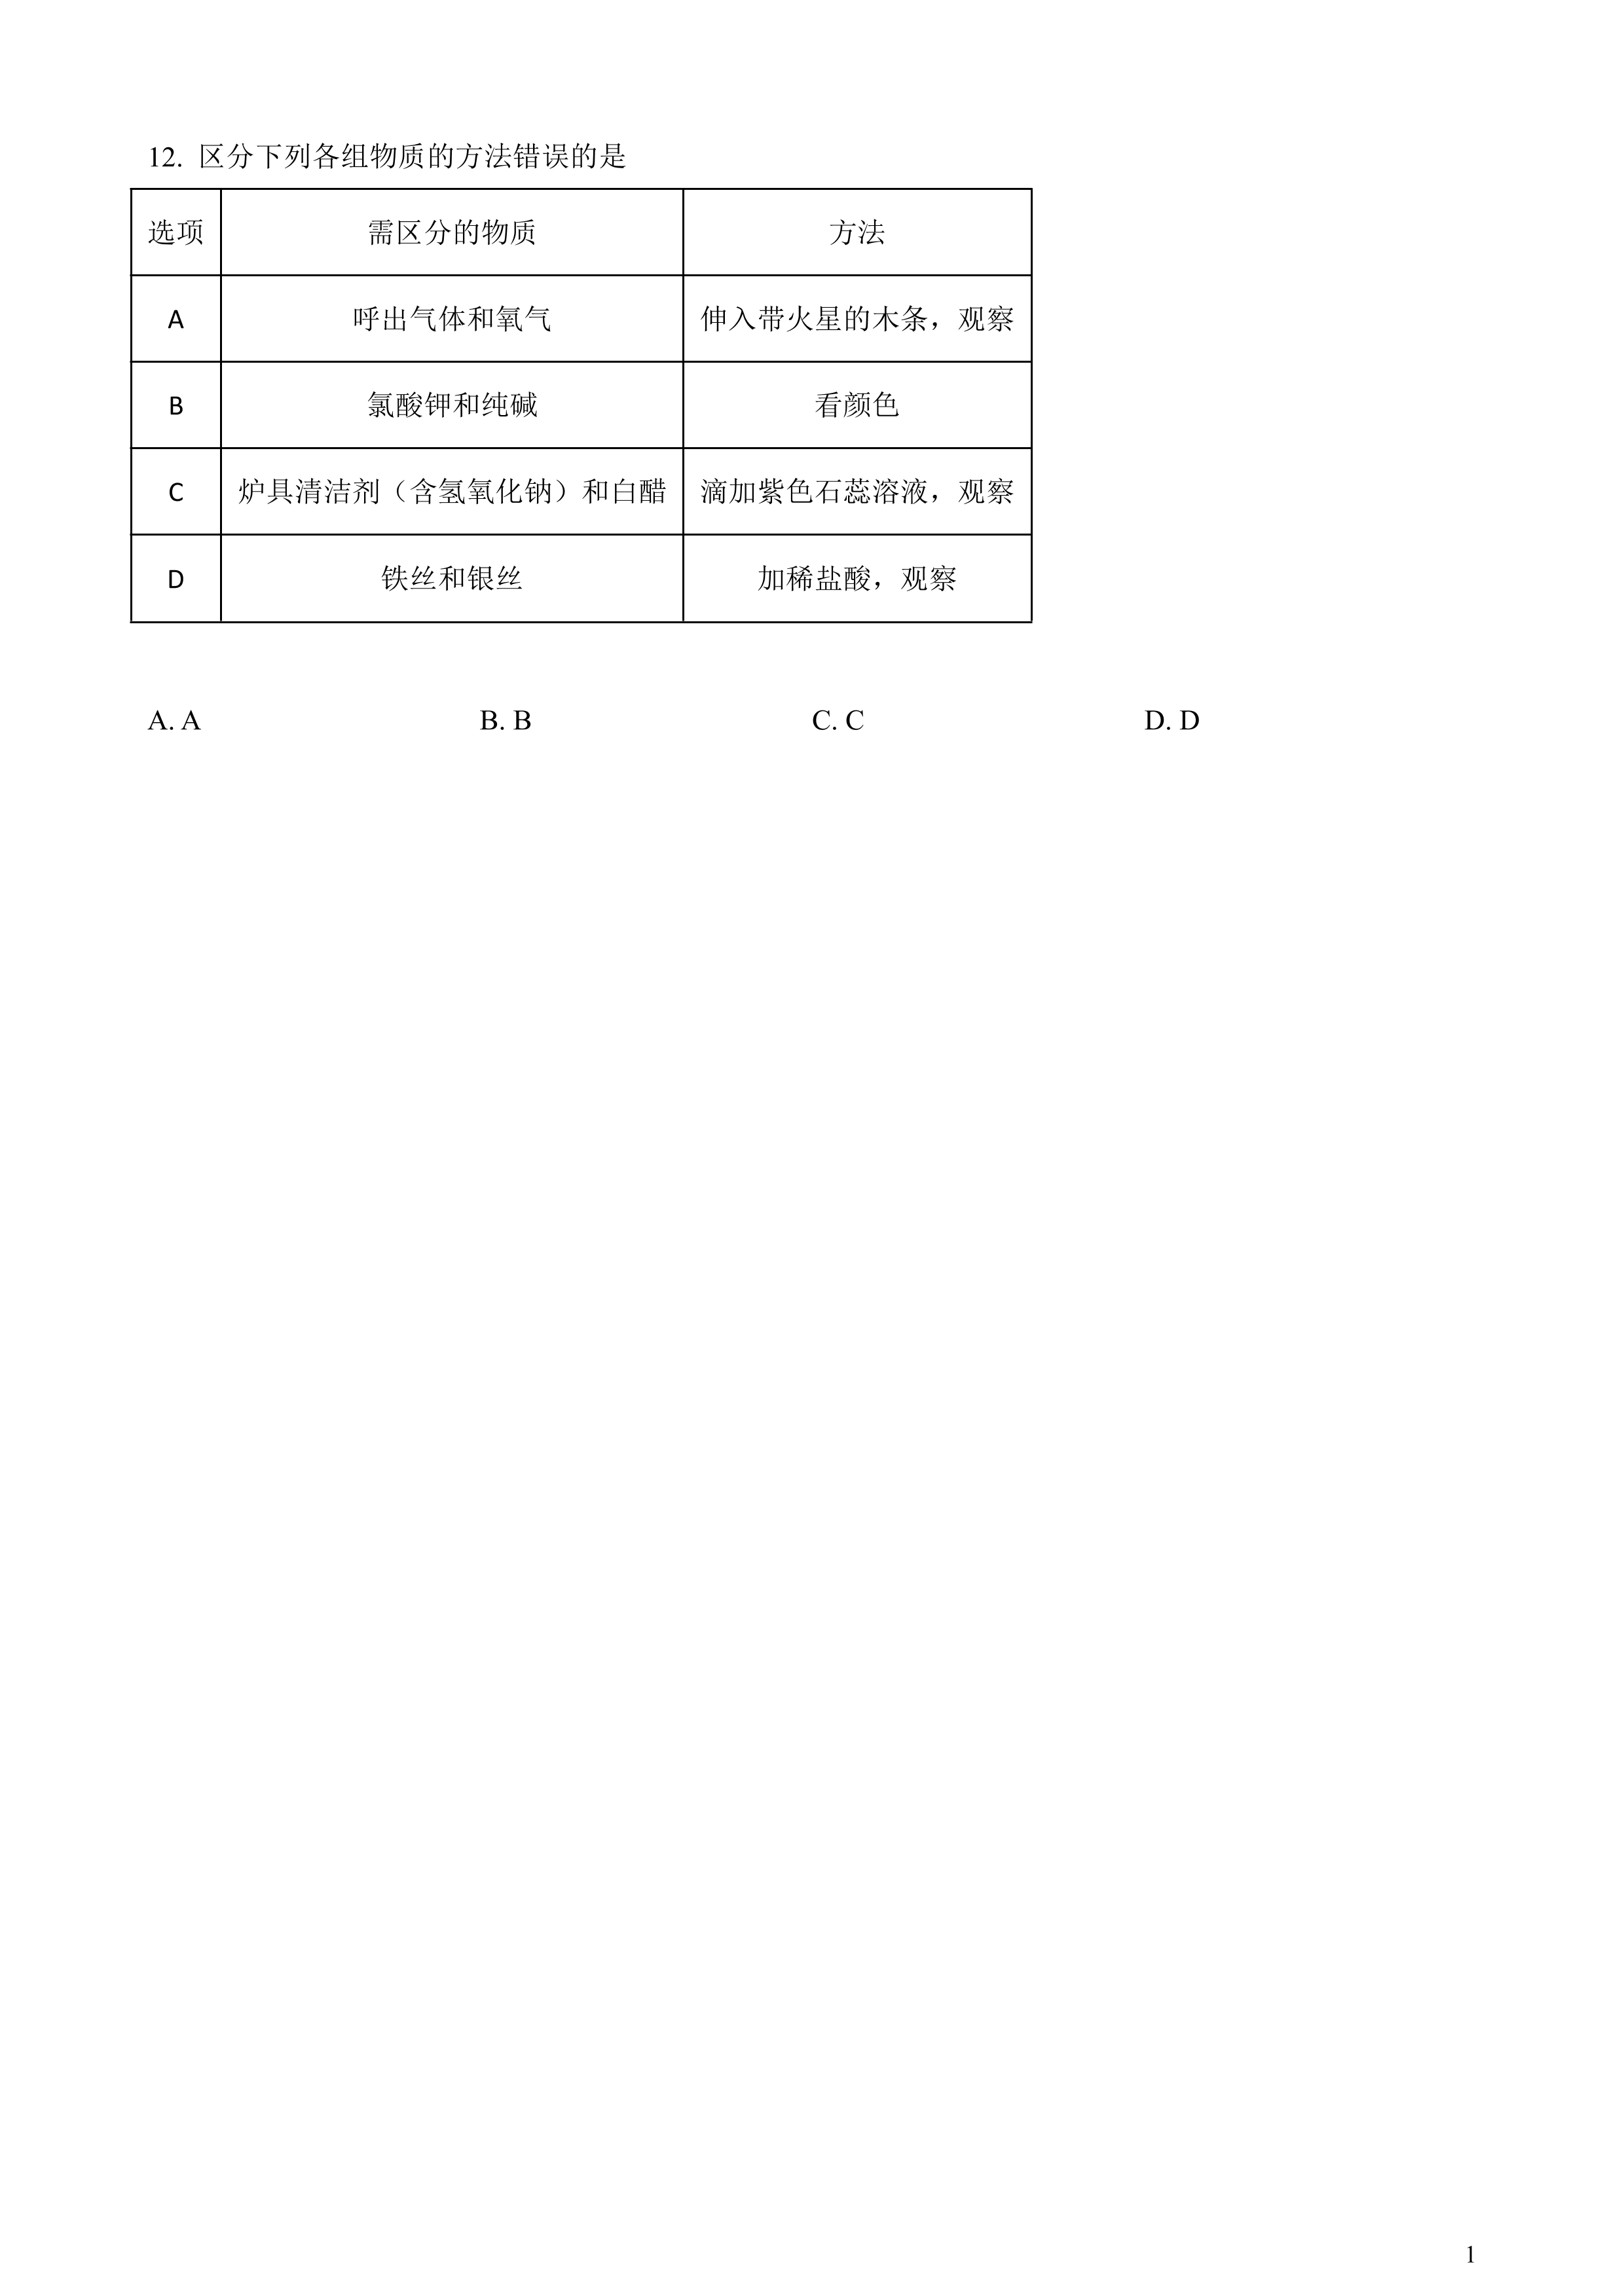 12. 区分下列各组物质的方法错误的是
选项 需区分的物质 方法
A 呼出气体和氧气 伸入带火星的木条，观察
B 氯酸钾和纯碱 看颜色
C 炉具清洁剂（含氢氧化钠）和白醋 滴加紫色石蕊溶液，观察
D 铁丝和银丝 加稀盐酸，观察
A. A B. B C. C D. D
1